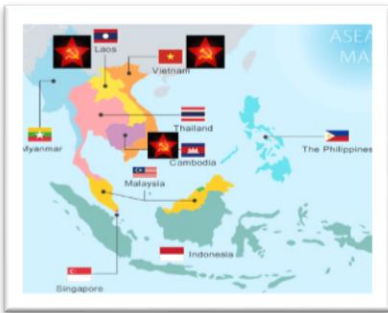 ASEA
MA
Laos
Vietnam
Thailand
Myanmar
Cambodia
The Philippines
Malaysia
Indonesia
Singapore